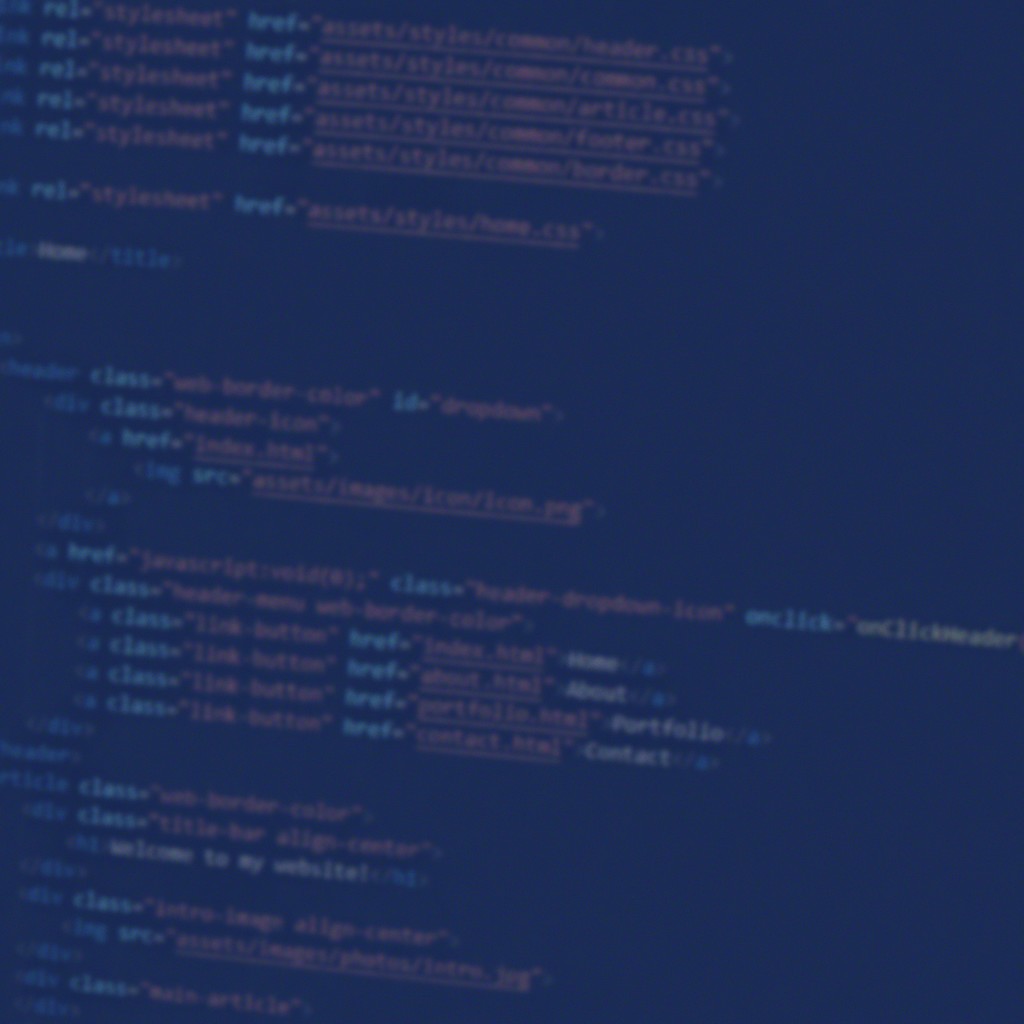 rel="stylesheet" href="assets/styles/common/header.css">
link rel="stylesheet" href="assets/styles/common/common.css">
link rel="stylesheet" href="assets/styles/common/article.css">
nk rel="stylesheet" href="assets/styles/common/footer.css">
nk rel="stylesheet" href="assets/styles/common/border.css">
nk rel="stylesheet" href="assets/styles/home.css">
tle>Home</title>
<header class="web-border-color" id="dropdown">
<div class="header-icon">
<a href="index.html">
<img src="assets/images/icon/icon.png">
</a>
</div>
<a href="javascript:void(0);" class="header-dropdown-icon" onclick="onClickHeader(
<div class="header-menu web-border-color">
<a class="link-button" href="index.html">Home</a>
<a class="link-button" href="about.html">About</a>
<a class="link-button" href="portfolio.html">Portfolio</a>
<a class="link-button" href="contact.html">Contact</a>
</div>
header>
rticle class="web-border-color">
<div class="title-bar align-center">
<h1>Welcome to my website!</h1>
</div>
<div class="intro-image align-center">
<img src="assets/images/photos/intro.jpg">
</div>
<div class="main-article">
</div>